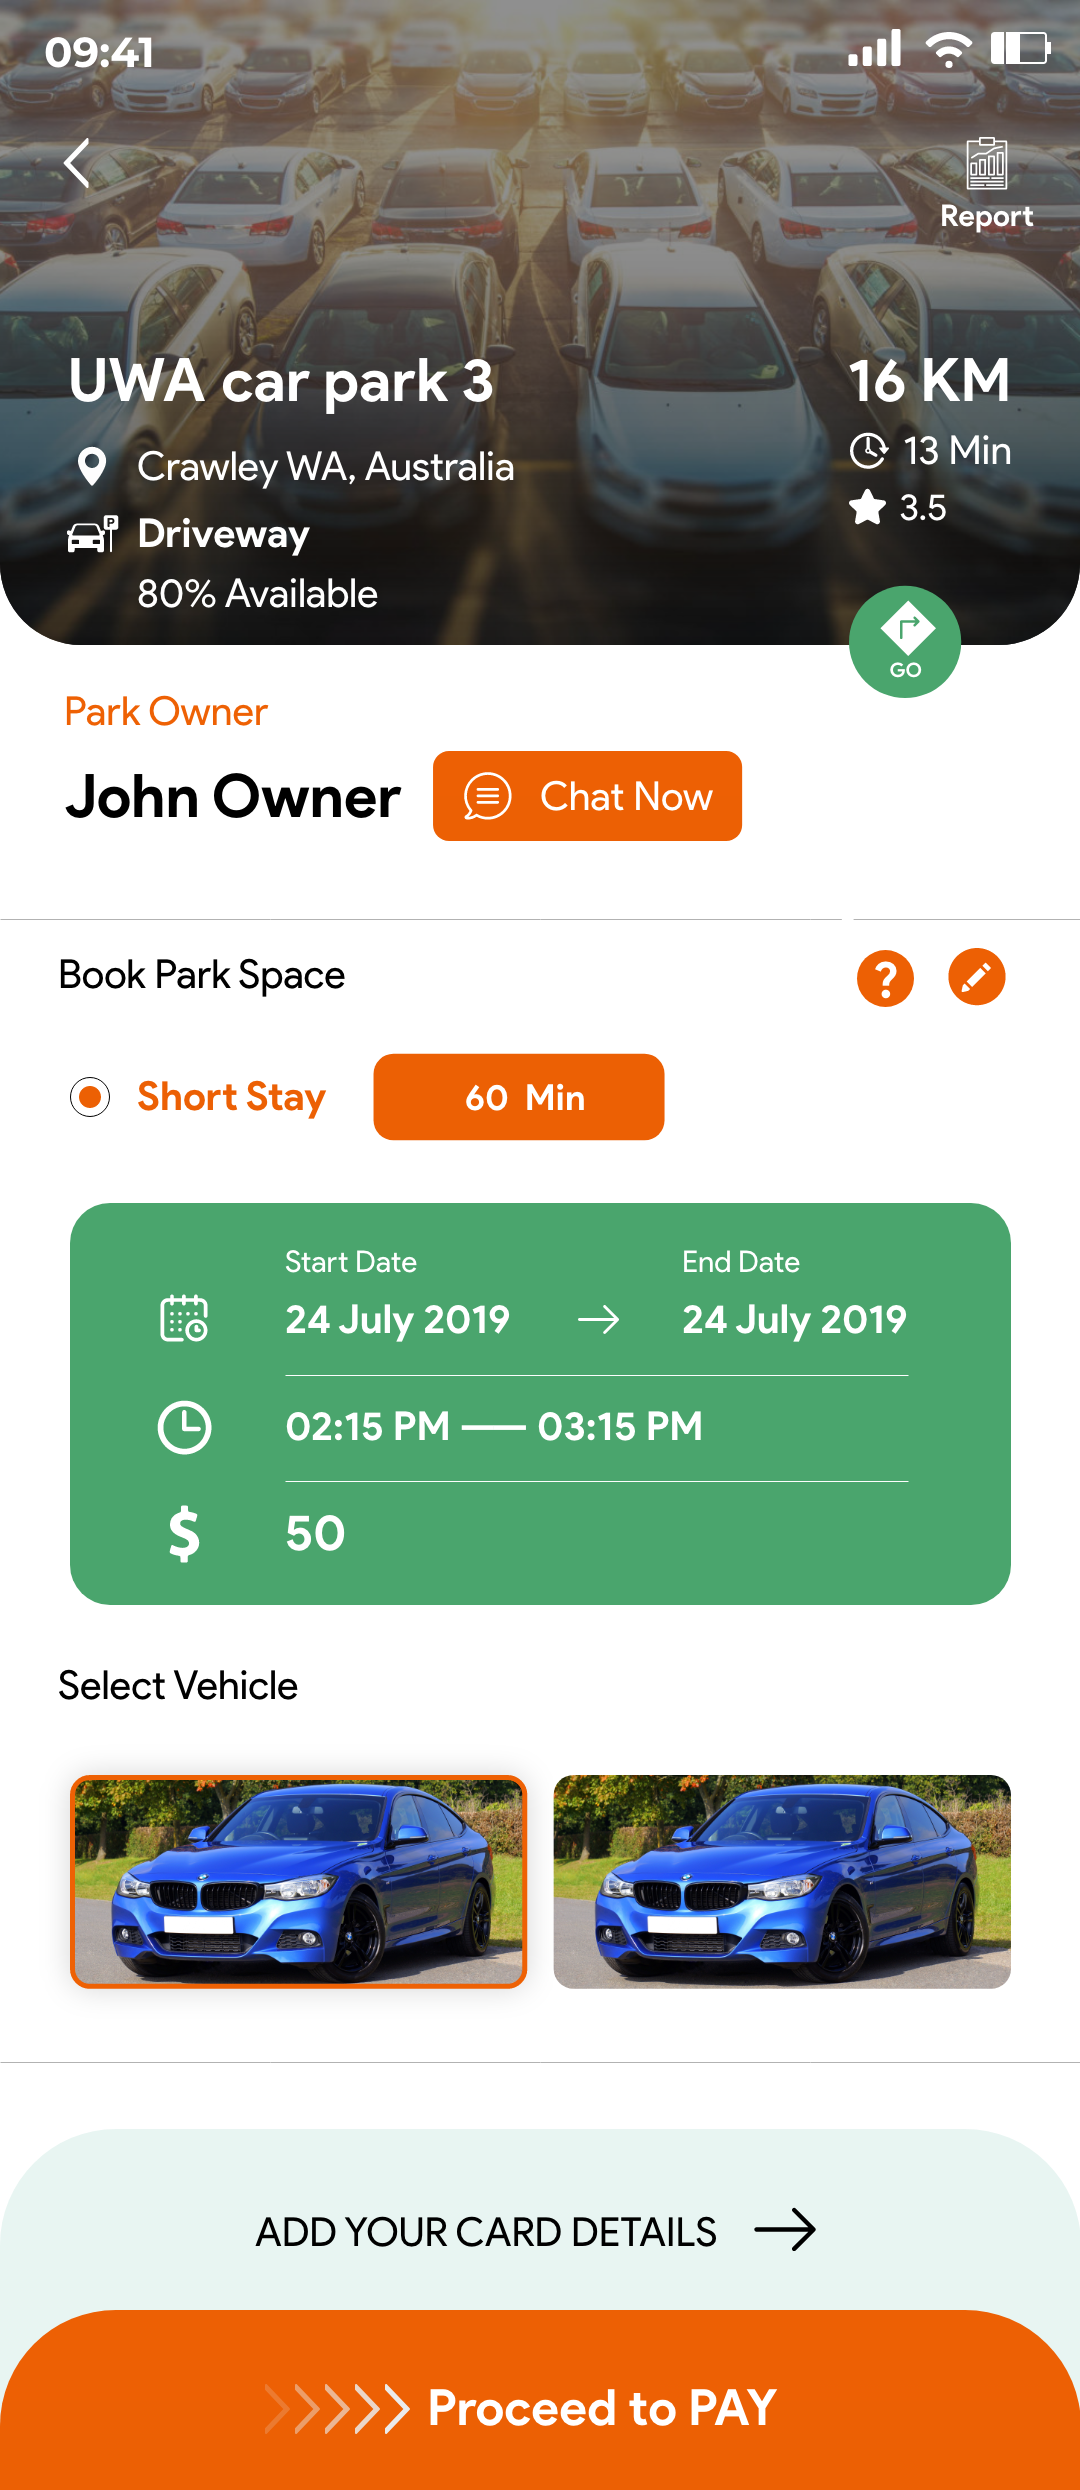 09:41
Report
UWA car park 3
16 KM
Crawley WA, Australia
13 Min
3.5
P
Driveway
80% Available
GO
Park Owner
John Owner
Chat Now
Book Park Space
?
Short Stay
60 Min
Start Date
End Date
24 July 2019
24 July 2019
02:15 PM — 03:15 PM
$ 50
Select Vehicle
ADD YOUR CARD DETAILS
Proceed to PAY